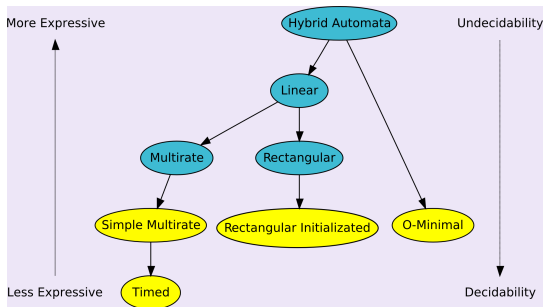 More Expressive
Hybrid Automata
Undecidability
Linear
Multirate
Rectangular
Simple Multirate
Rectangular Initializated
O-Minimal
Less Expressive
Timed
Decidability